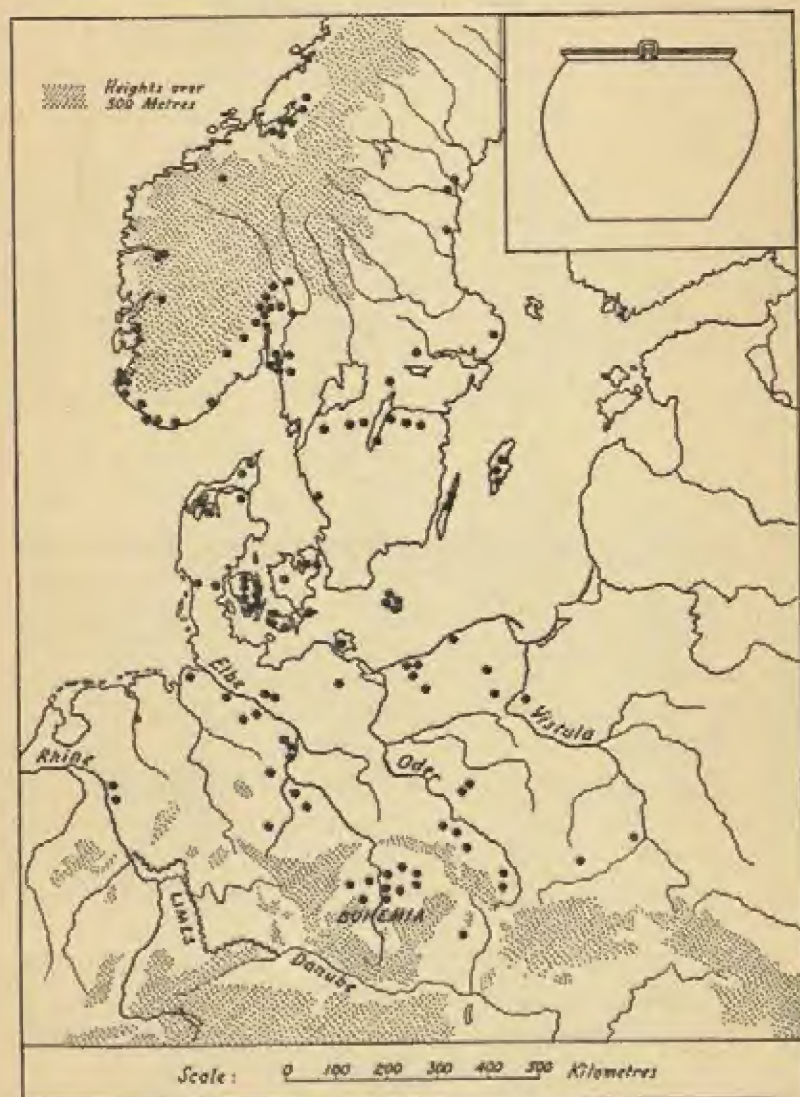 Heights over
500 Metres
Elbe
Rhine
Vistula
Oder
LIMES
BOHEMIA
Danube
Scale: 0 100 200 300 400 500 Kilometres